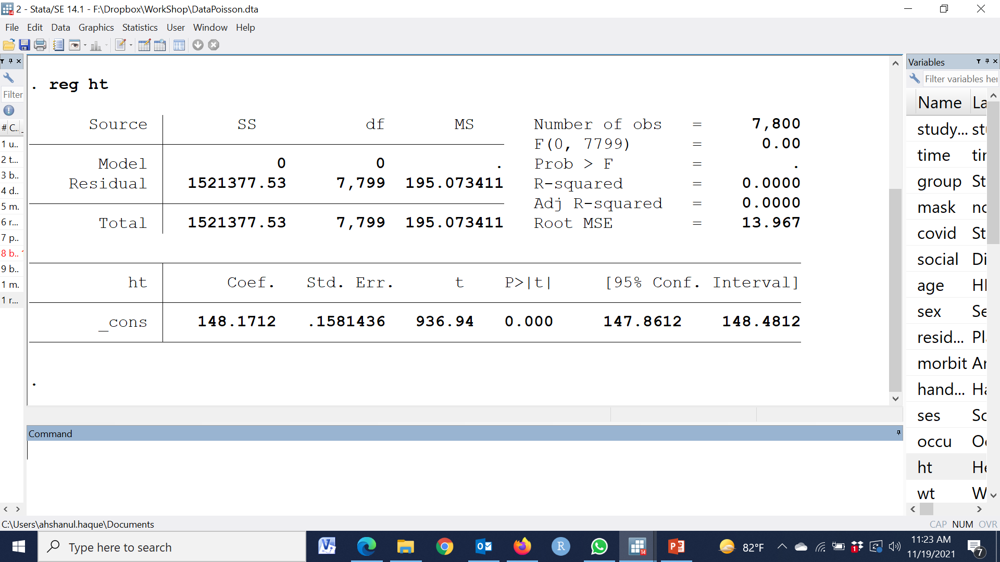 2 - Stata/SE 14.1 - F:\Dropbox\WorkShop\DataPoisson.dta
File Edit Data Graphics Statistics User Window Help
Filter
# C..
1 u..
2 t...
3 b..
4 d..
5 m.
6 r...
7 p..
8 b..
9 b..
1 m.
1 r...
. reg ht
Source SS df MS Number of obs = 7,800
F(0, 7799) = 0.00
Model 0 0 . Prob > F = .
Residual 1521377.53 7,799 195.073411 R-squared = 0.0000
Adj R-squared = 0.0000
Total 1521377.53 7,799 195.073411 Root MSE = 13.967
ht Coef. Std. Err. t P>|t| [95% Conf. Interval]
_cons 148.1712 .1581436 936.94 0.000 147.8612 148.4812
.
Command
Variables
Filter variables her
Name La
study... stu
time tim
group St
mask no
covid St
social Di
age HI
sex Se
resid... Pla
morbit Ar
hand... Ha
ses So
occu Oc
ht He
wt W
C:\Users\ahshanul.haque\Documents
CAP NUM OVR
Type here to search
82°F
11:23 AM
11/19/2021
7